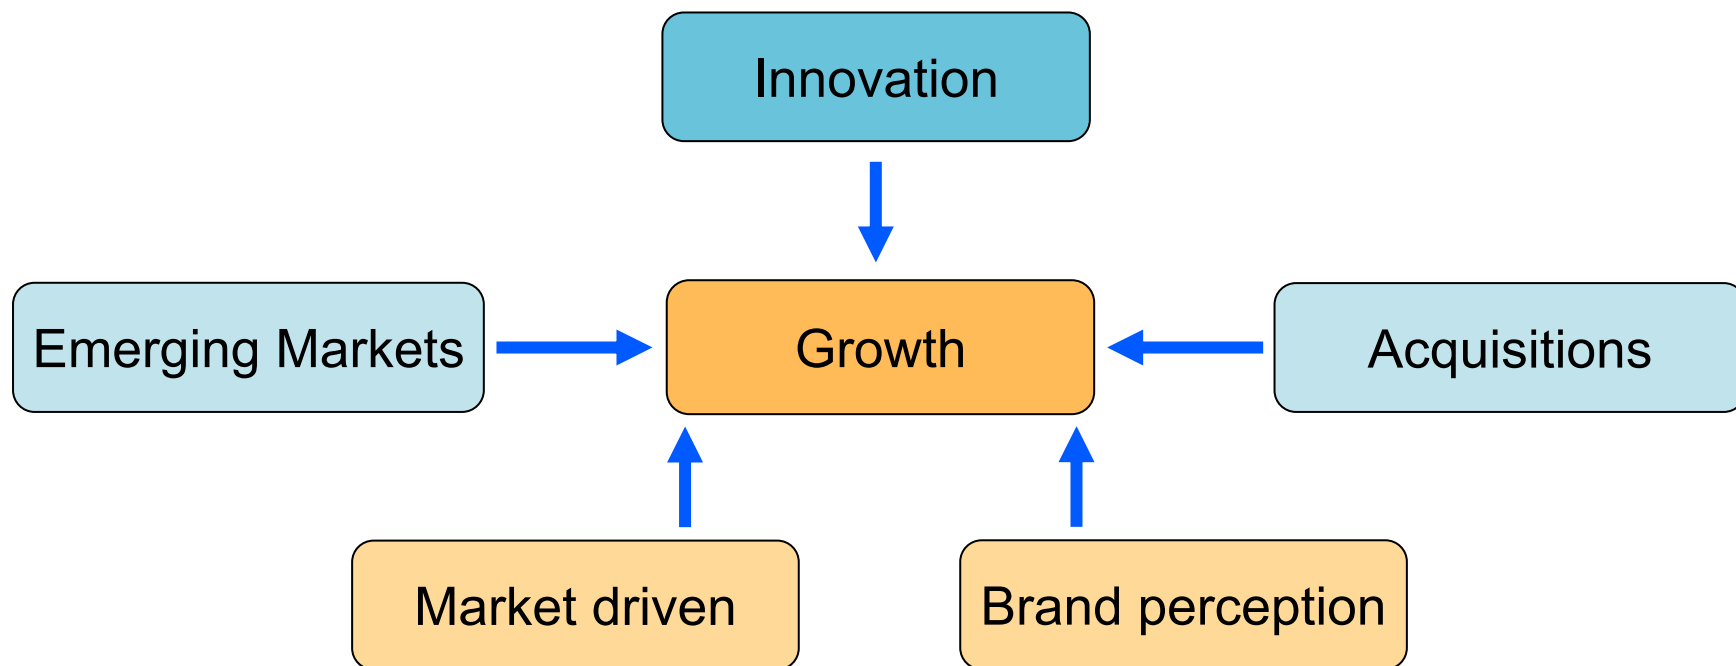 Innovation
Emerging Markets
Growth
Acquisitions
Market driven
Brand perception